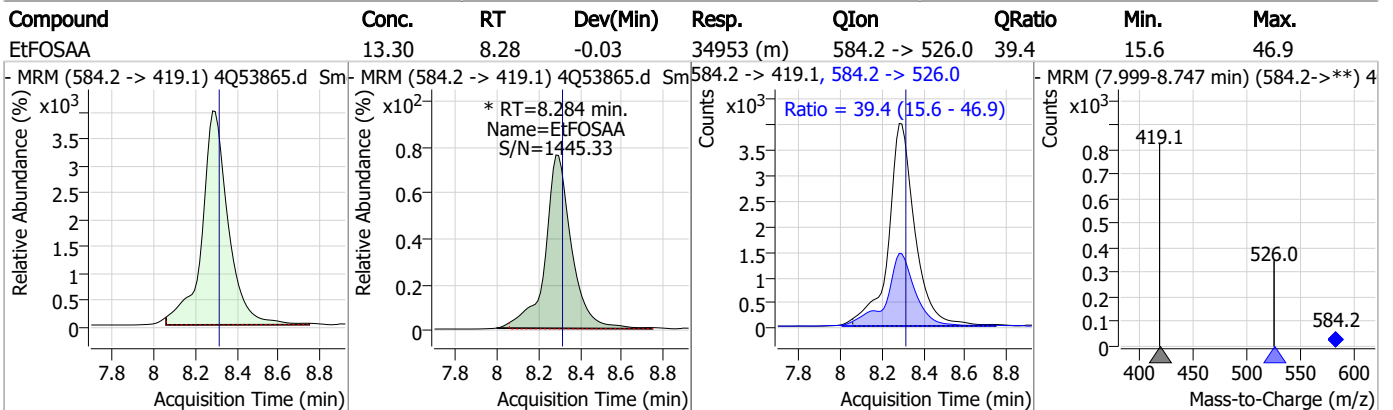 Compound Conc. RT Dev(Min) Resp. QIon QRatio Min. Max.
EtFOSAA 13.30 8.28 -0.03 34953 (m) 584.2 -> 526.0 39.4 15.6 46.9
- MRM (584.2 -> 419.1) 4Q53865.d Sm
Relative Abundance (%)
x10³
3.5
3
2.5
2
1.5
1
0.5
0
7.8 8 8.2 8.4 8.6 8.8
Acquisition Time (min)
- MRM (584.2 -> 419.1) 4Q53865.d Sm
Relative Abundance (%)
x10²
* RT=8.284 min.
Name=EtFOSAA
S/N=1445.33
0.8
0.6
0.4
0.2
0
7.8 8 8.2 8.4 8.6 8.8
Acquisition Time (min)
584.2 -> 419.1, 584.2 -> 526.0
Counts
x10³
Ratio = 39.4 (15.6 - 46.9)
3.5
3
2.5
2
1.5
1
0.5
0
7.8 8 8.2 8.4 8.6 8.8
Acquisition Time (min)
- MRM (7.999-8.747 min) (584.2->**) 4
Counts
x10³
419.1
526.0
584.2
0.8
0.7
0.6
0.5
0.4
0.3
0.2
0.1
0
400 450 500 550 600
Mass-to-Charge (m/z)